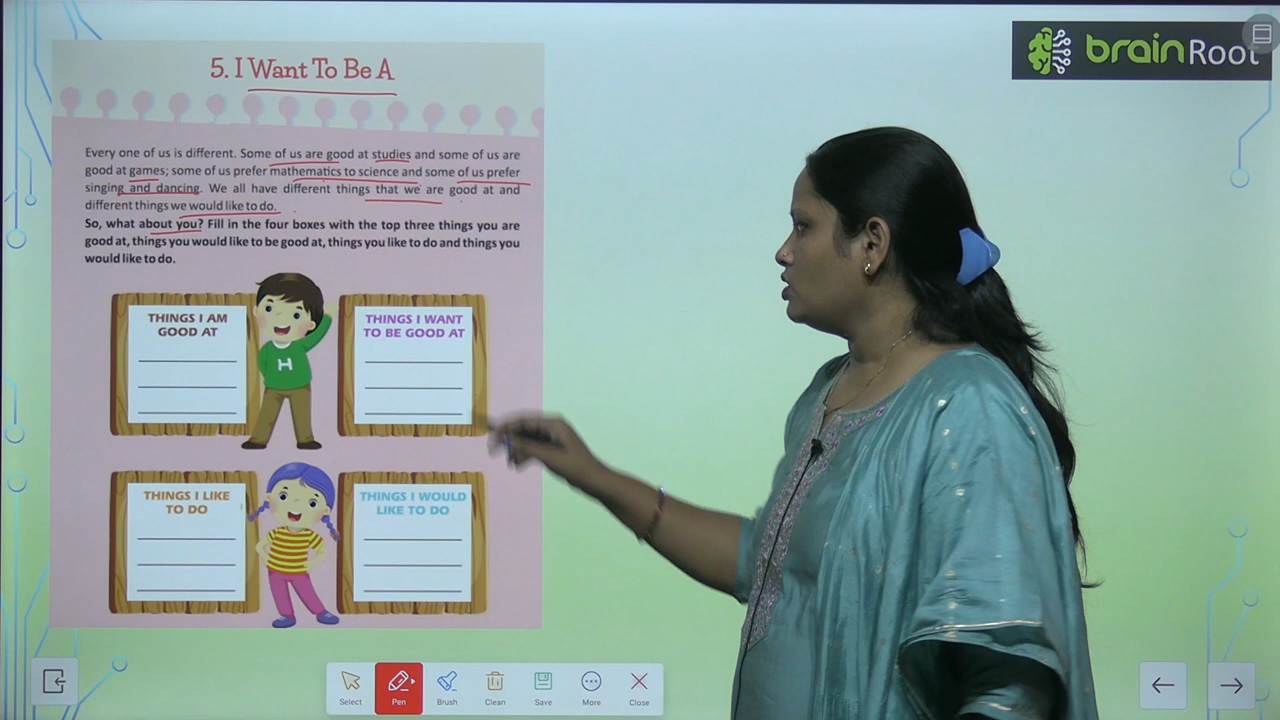 brainRoot
5. I Want To Be A
Every one of us is different. Some of us are good at studies and some of us are
good at games; some of us prefer mathematics to science and some of us prefer
singing and dancing. We all have different things that we are good at and
different things we would like to do.
So, what about you? Fill in the four boxes with the top three things you are
good at, things you would like to be good at, things you like to do and things you
would like to do.
THINGS I AM
GOOD AT
THINGS I WANT
TO BE GOOD AT
H
THINGS I LIKE
TO DO
THINGS I WOULD
LIKE TO DO
Select
Pen
Brush
Clean
Save
More
Close